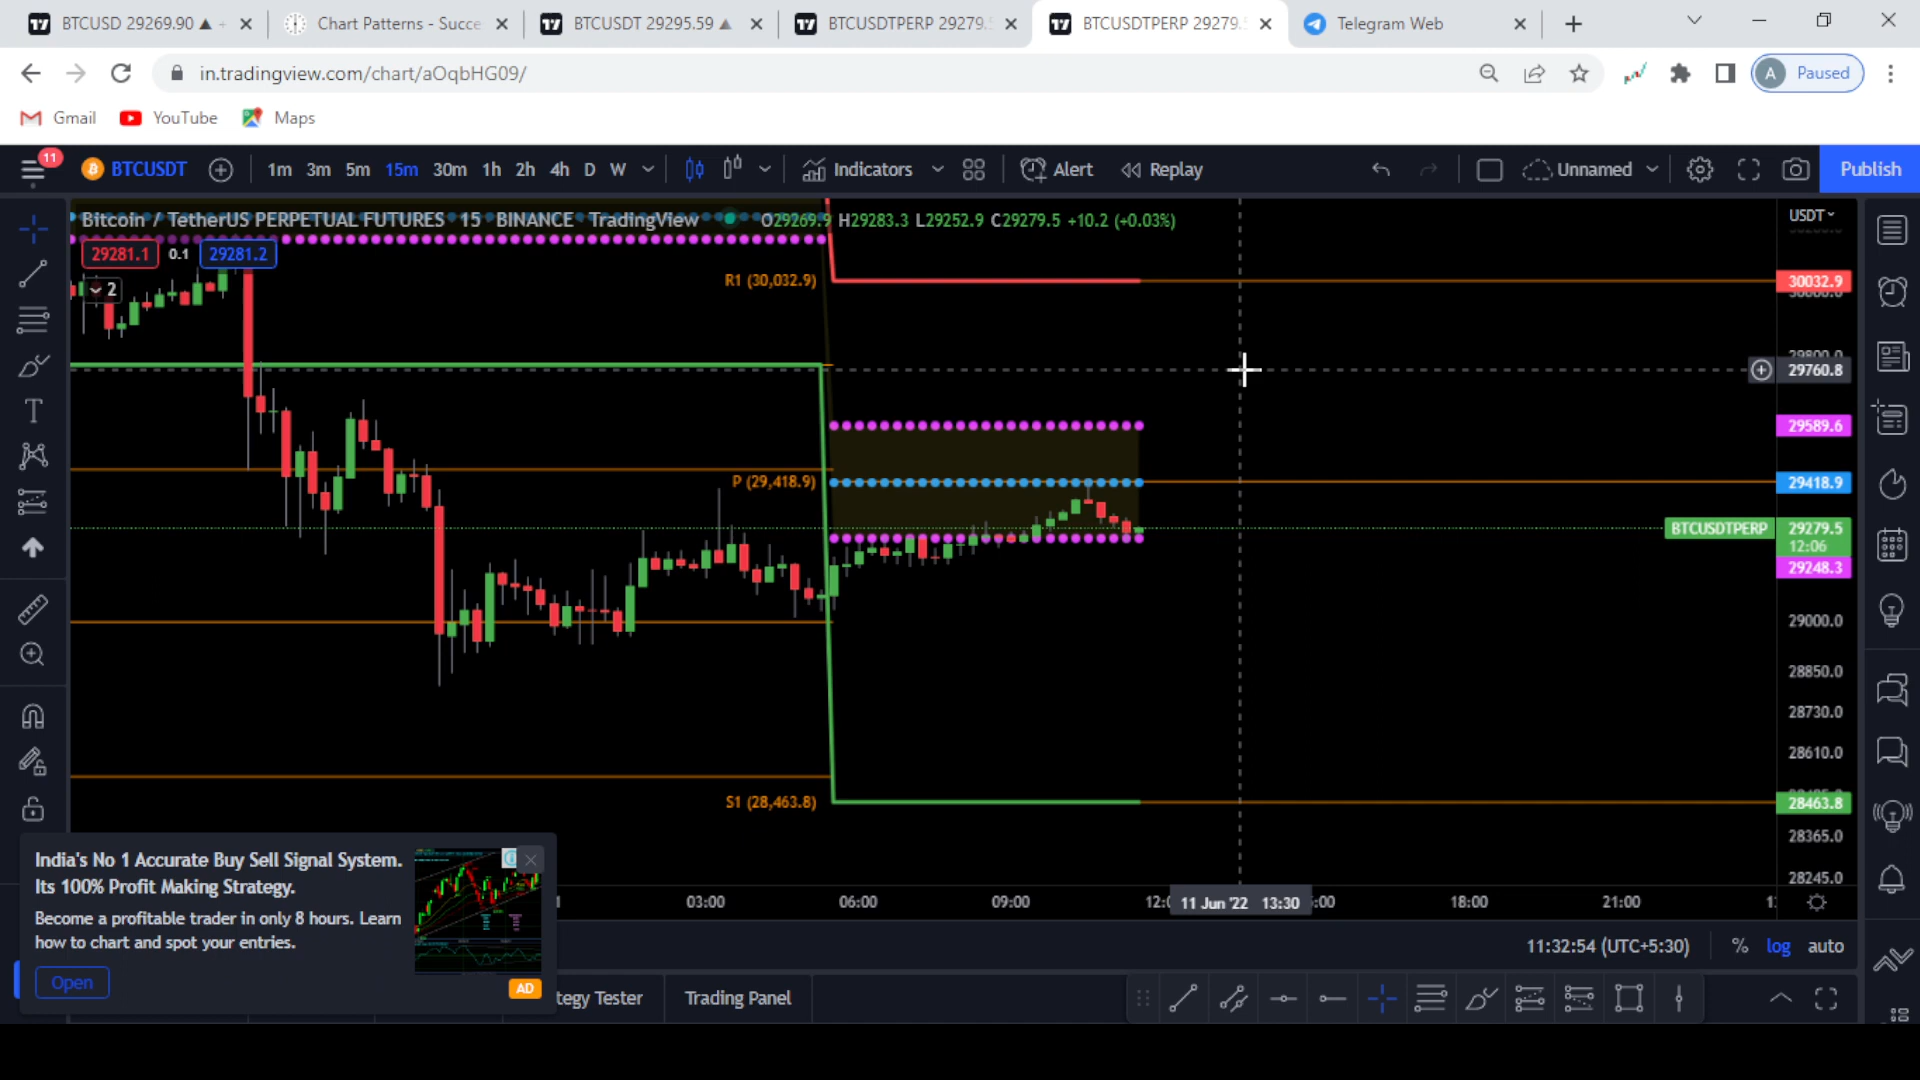 BTCUSD 29269.90 ▲ +
Chart Patterns - Succe
BTCUSDT 29295.59 ▲
BTCUSDTPERP 29279.5
BTCUSDTPERP 29279.5
Telegram Web
in.tradingview.com/chart/aOqbHG09/
A Paused
Gmail YouTube Maps
11
BTCUSDT 1m 3m 5m 15m 30m 1h 2h 4h D W Indicators Alert Replay Unnamed Publish
Bitcoin / TetherUS PERPETUAL FUTURES · 15 · BINANCE · TradingView O29269.9 H29283.3 L29252.9 C29279.5 +10.2 (+0.03%)
USDT
29281.1 0.1 29281.2
2
R1 (30,032.9)
30032.9
29800.0
29760.8
29589.6
P (29,418.9)
29418.9
BTCUSDTPERP 29279.5
12:06
29248.3
29000.0
28850.0
28730.0
28610.0
S1 (28,463.8)
28463.8
28365.0
28245.0
03:00 06:00 09:00 11 Jun '22 13:30 18:00 21:00
India's No 1 Accurate Buy Sell Signal System.
Its 100% Profit Making Strategy.
Become a profitable trader in only 8 hours. Learn
how to chart and spot your entries.
Open
AD
11:32:54 (UTC+5:30) % log auto
tegy Tester Trading Panel